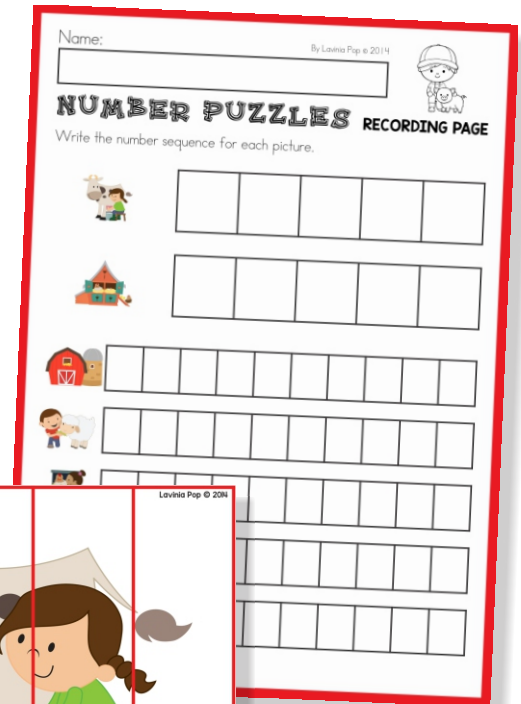 Name:
By Lavinia Pop © 2014
NUMBER PUZZLES RECORDING PAGE
Write the number sequence for each picture.
Lavinia Pop © 2014